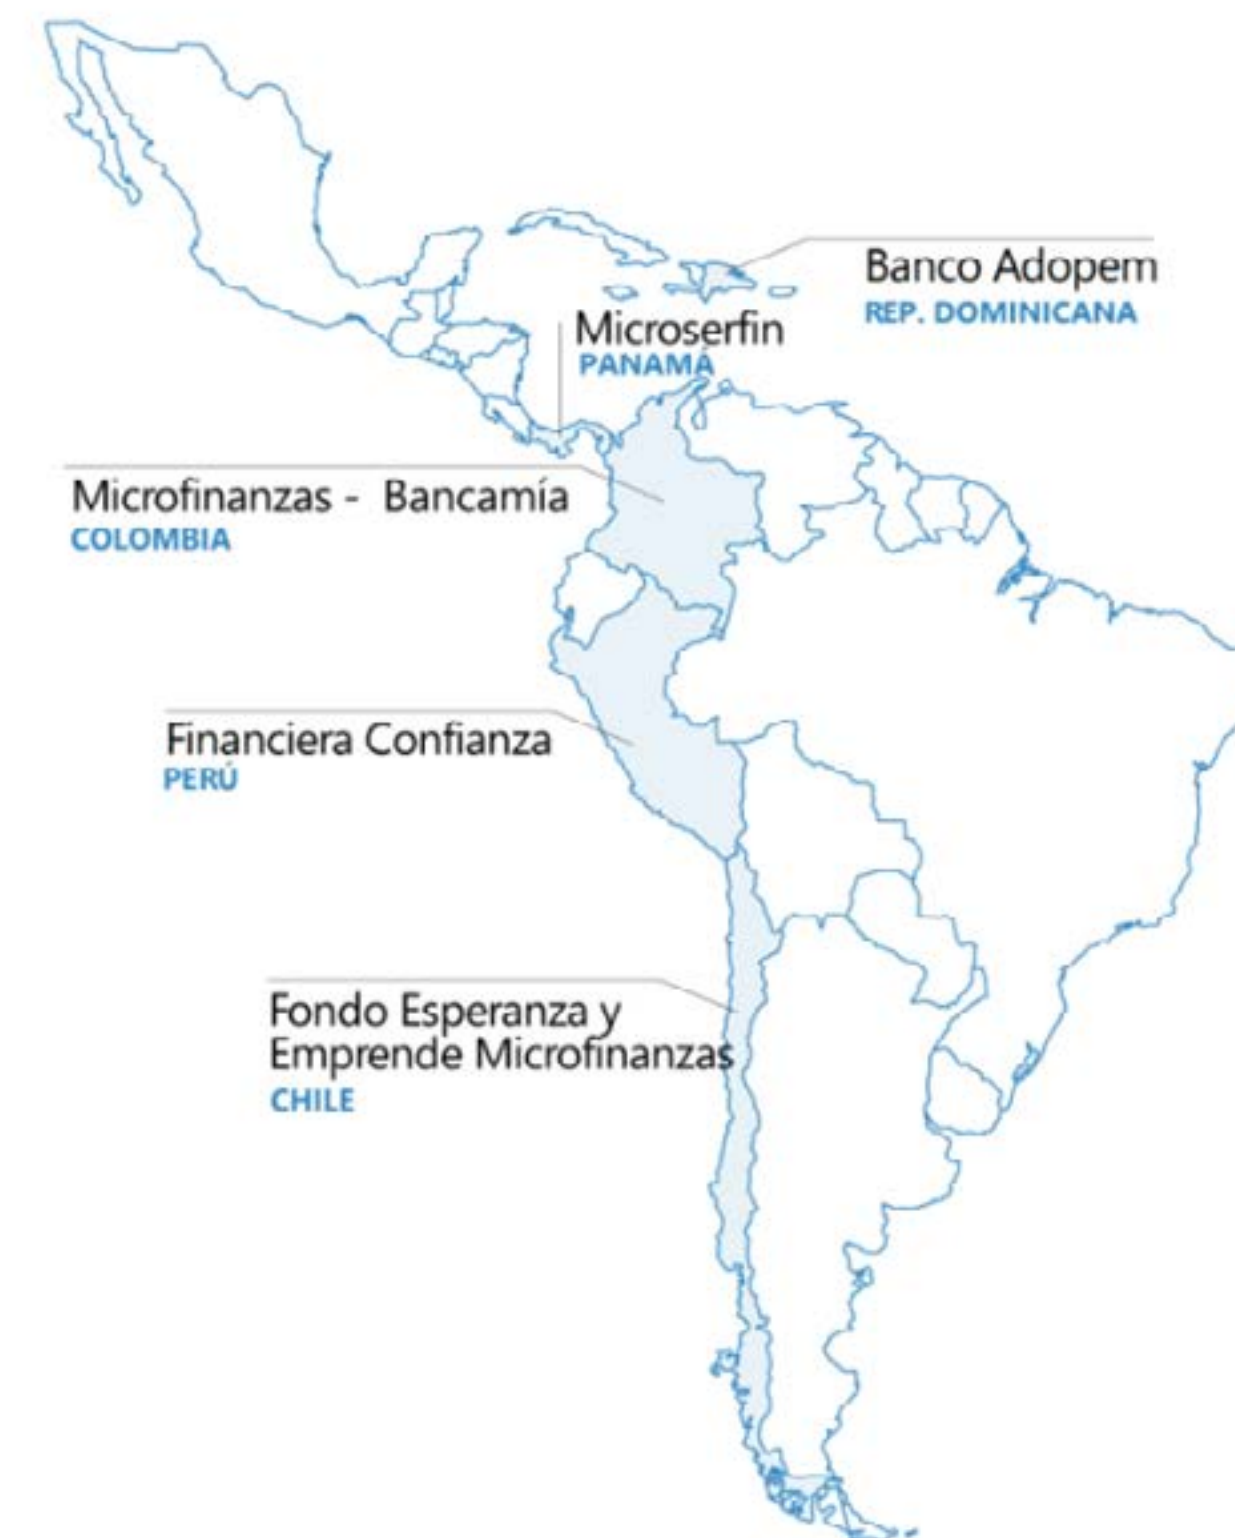 Banco Adopem
REP. DOMINICANA
Microserfin
PANAMÁ
Microfinanzas - Bancamía
COLOMBIA
Financiera Confianza
PERÚ
Fondo Esperanza y
Emprende Microfinanzas
CHILE